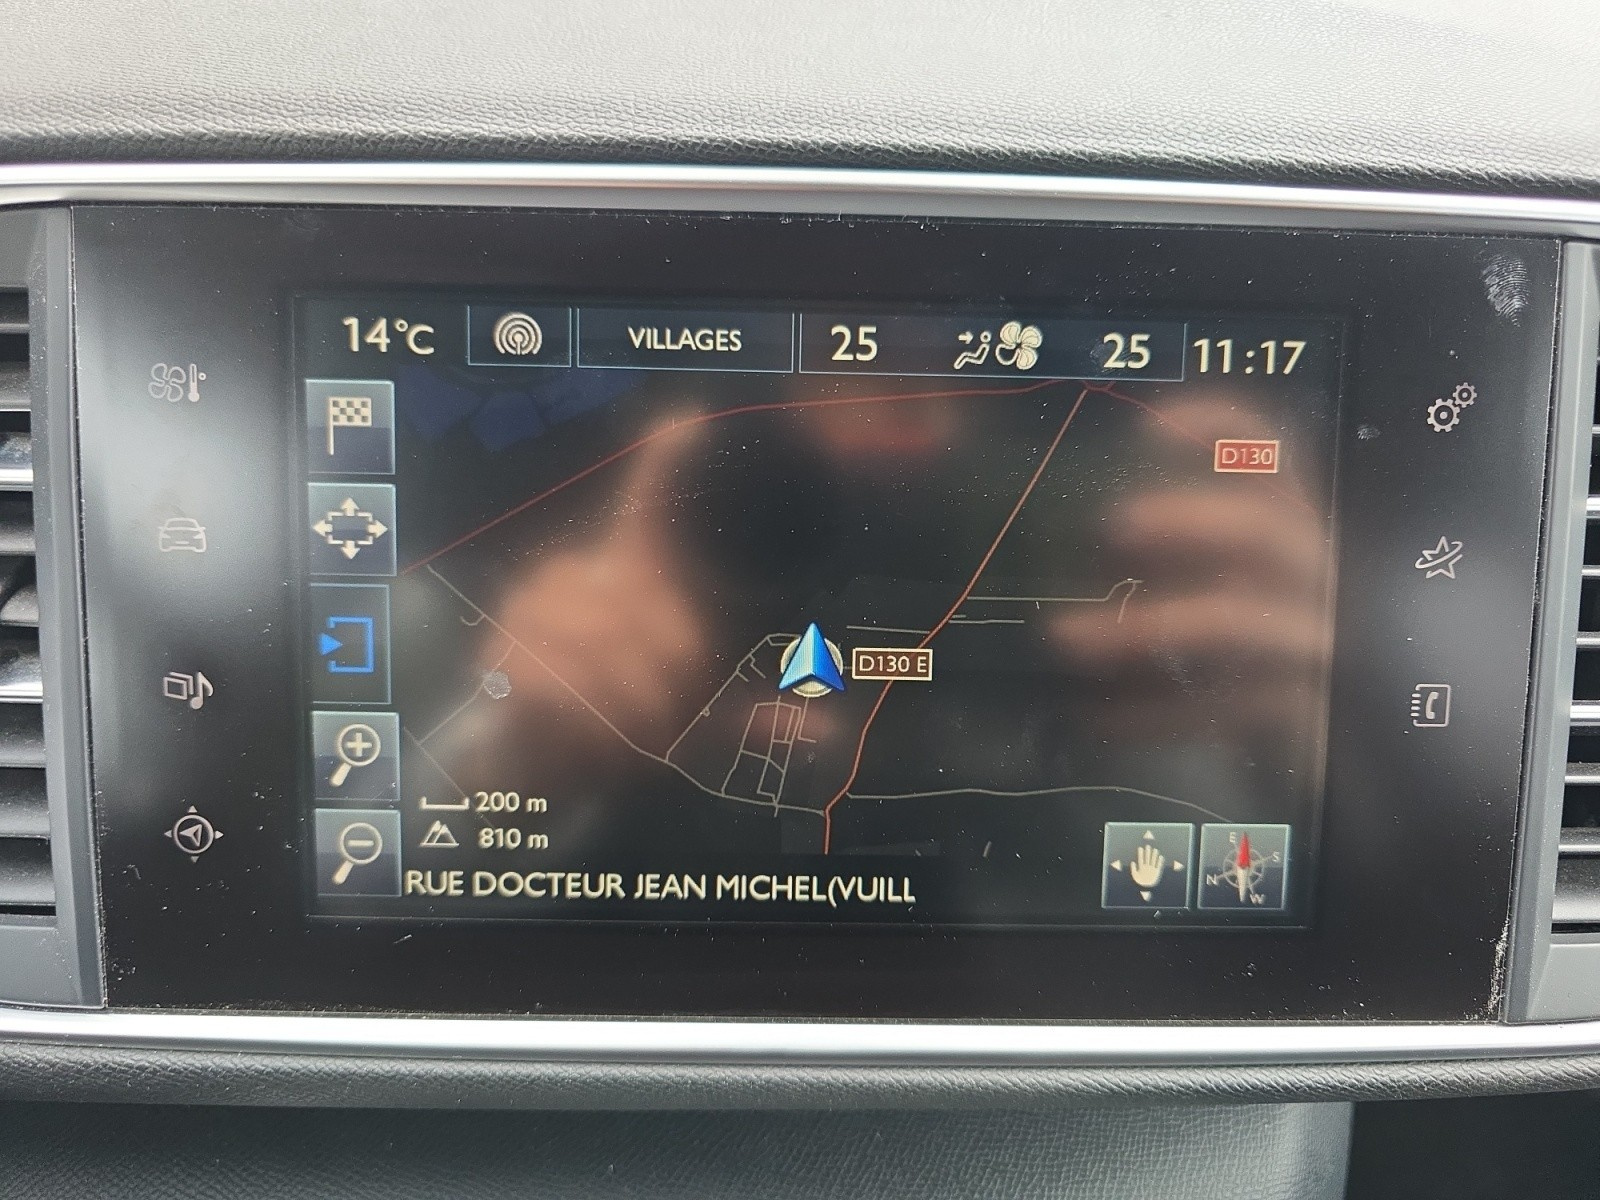 14°C VILLAGES 25 25 11:17
D130
D130 E
200 m
810 m
RUE DOCTEUR JEAN MICHEL(VUILL
E
S
N
W